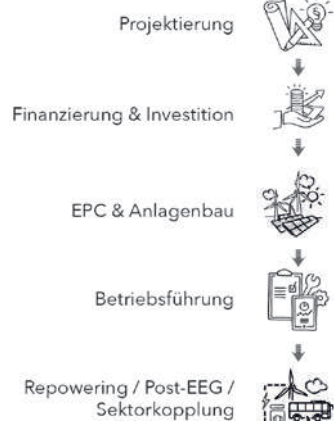 Projektierung
Finanzierung & Investition
EPC & Anlagenbau
Betriebsführung
Repowering / Post-EEG /
Sektorkopplung